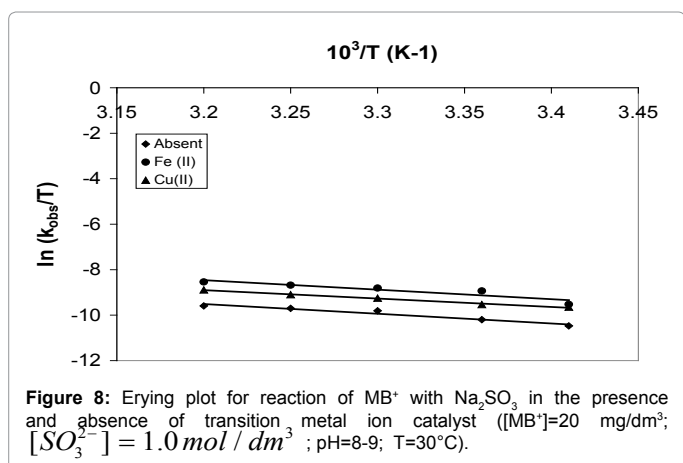 10³/T (K-1)
0
3.15 3.2 3.25 3.3 3.36 3.41 3.45
-2
-4
-6
-8
-10
-12
ln (k_obs/T)
Absent
Fe (II)
Cu(II)
Figure 8: Erying plot for reaction of MB⁺ with Na₂SO₃ in the presence
and absence of transition metal ion catalyst ([MB⁺]=20 mg/dm³;
[SO₃²⁻] = 1.0 mol / dm³ ; pH=8-9; T=30°C).